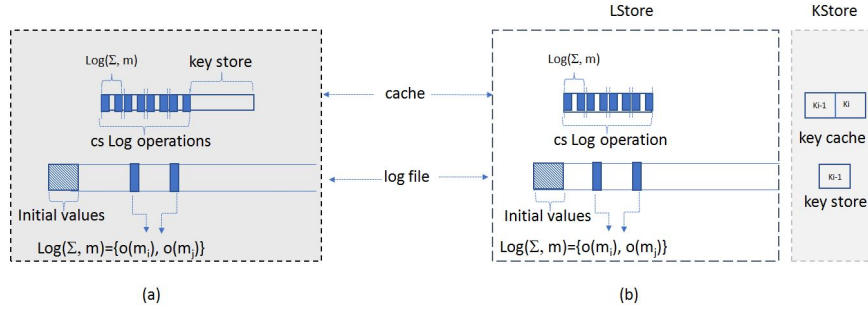 LStore
KStore
Log(Σ, m)
key store
cs Log operations
Initial values
Log(Σ, m)={o(mi), o(mj)}
(a)
cache
log file
Log(Σ, m)
cs Log operation
Initial values
Log(Σ, m)={o(mi), o(mj)}
(b)
Ki-1
Ki
key cache
Ki-1
key store